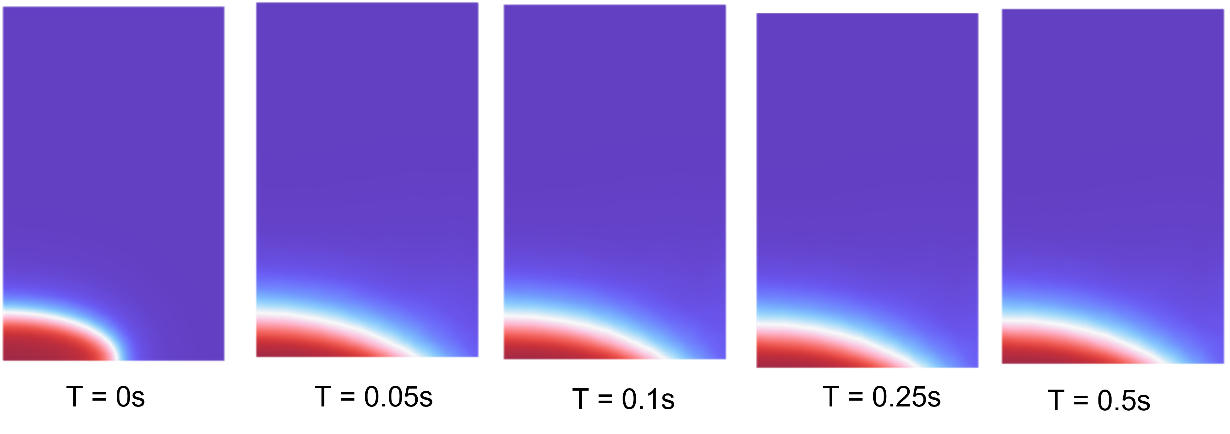 T = 0s
T = 0.05s
T = 0.1s
T = 0.25s
T = 0.5s